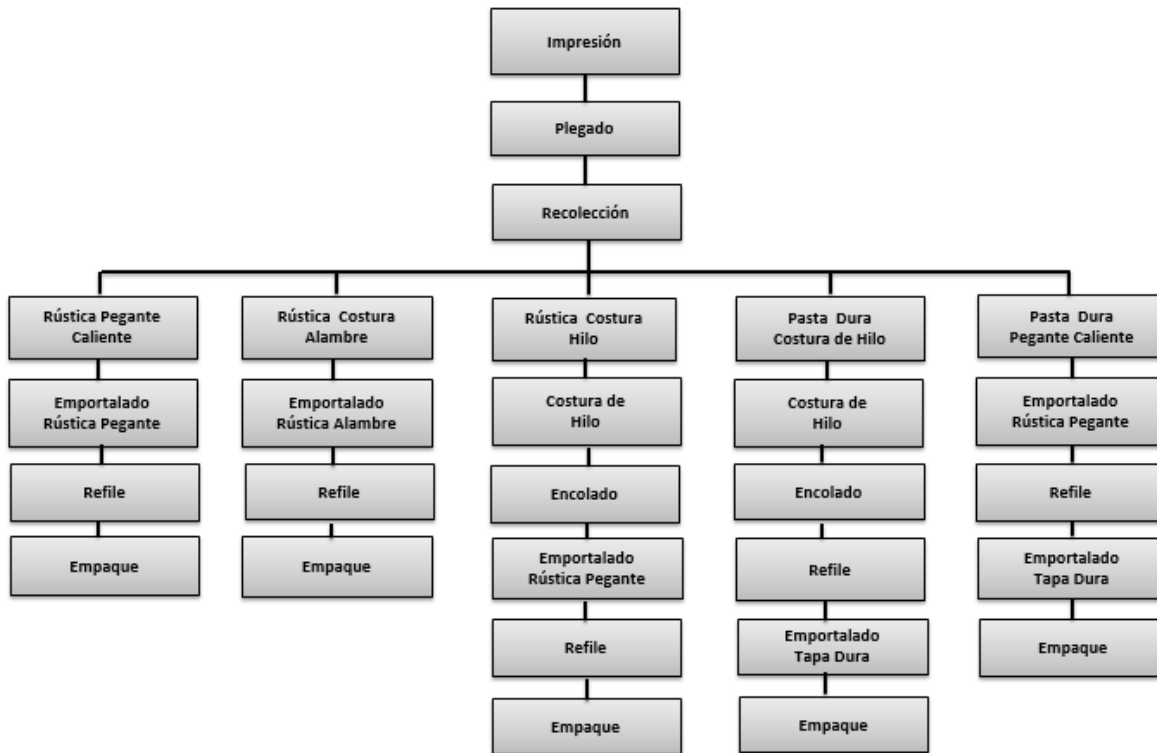 Impresión
Plegado
Recolección
Rústica Pegante
Caliente
Emportalado
Rústica Pegante
Refile
Empaque
Rústica Costura
Alambre
Emportalado
Rústica Alambre
Refile
Empaque
Rústica Costura
Hilo
Costura de
Hilo
Encolado
Emportalado
Rústica Pegante
Refile
Empaque
Pasta Dura
Costura de Hilo
Costura de
Hilo
Encolado
Refile
Emportalado
Tapa Dura
Empaque
Pasta Dura
Pegante Caliente
Emportalado
Rústica Pegante
Refile
Emportalado
Tapa Dura
Empaque